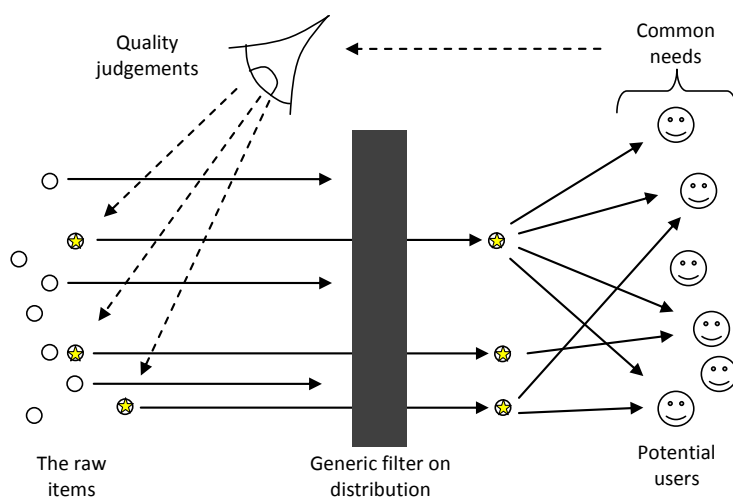 Quality
judgements
Common
needs
The raw
items
Generic filter on
distribution
Potential
users